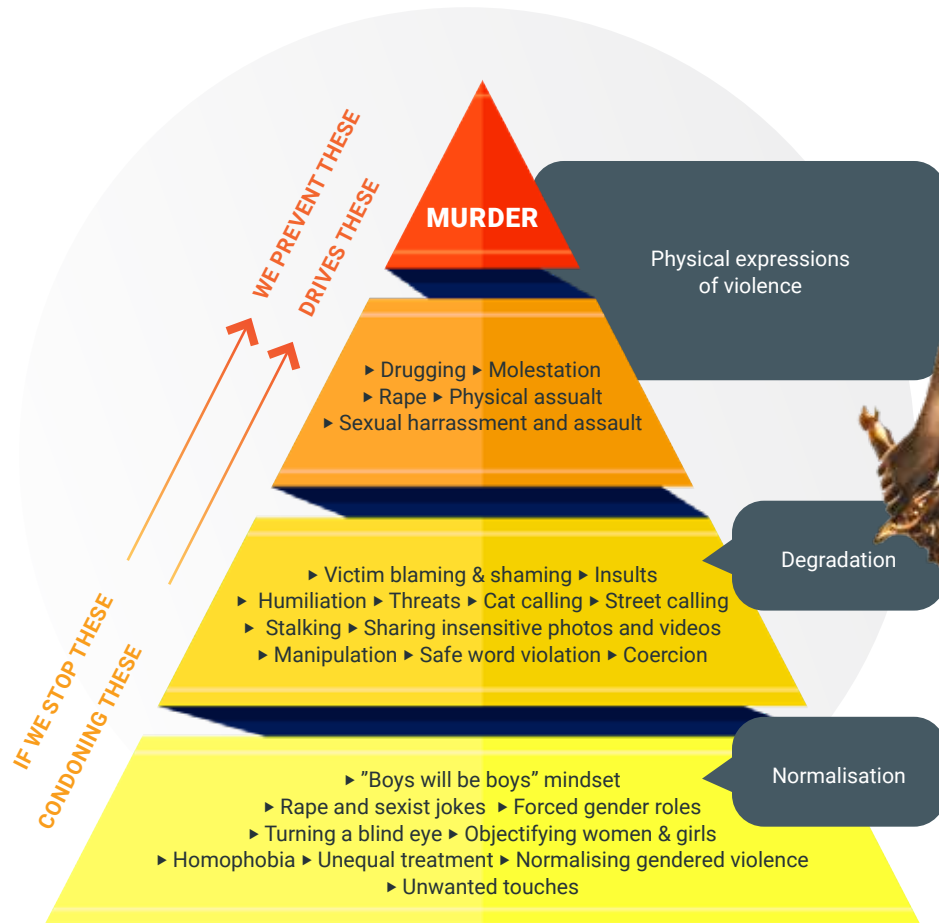 WE PREVENT THESE
DRIVES THESE
IF WE STOP THESE
CONDONING THESE
MURDER
Physical expressions
of violence
▸ Drugging ▸ Molestation
▸ Rape ▸ Physical assualt
▸ Sexual harrassment and assault
Degradation
▸ Victim blaming & shaming ▸ Insults
▸ Humiliation ▸ Threats ▸ Cat calling ▸ Street calling
▸ Stalking ▸ Sharing insensitive photos and videos
▸ Manipulation ▸ Safe word violation ▸ Coercion
Normalisation
▸ ”Boys will be boys” mindset
▸ Rape and sexist jokes ▸ Forced gender roles
▸ Turning a blind eye ▸ Objectifying women & girls
▸ Homophobia ▸ Unequal treatment ▸ Normalising gendered violence
▸ Unwanted touches